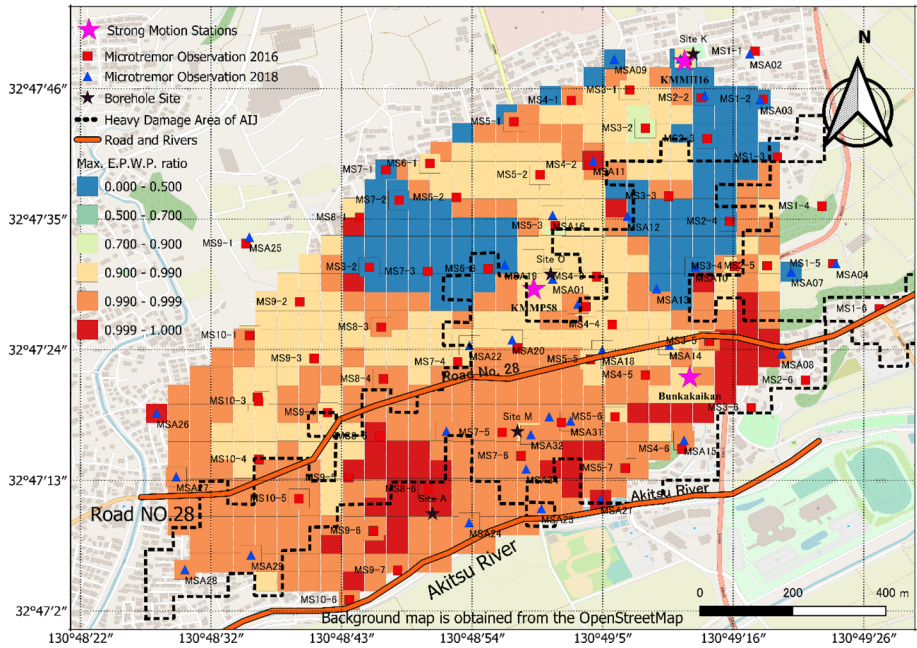 Strong Motion Stations
Microtremor Observation 2016
Microtremor Observation 2018
Borehole Site
Heavy Damage Area of AIJ
Road and Rivers
Max. E.P.W.P. ratio
0.000 - 0.500
0.500 - 0.700
0.700 - 0.900
0.900 - 0.990
0.990 - 0.999
0.999 - 1.000
N
32°47'46"
32°47'35"
32°47'24"
32°47'13"
32°47'2"
130°48'22"
130°48'32"
130°48'43"
130°48'54"
130°49'5"
130°49'16"
130°49'26"
Site K
MS1-1
MSA02
MSA09
KMMH16
MS3-1
MS2-2
MS1-2
MSA03
MS4-1
MS5-1
MS3-2
MS2-3
MS1-3
MS7-1
MS6-1
MS4-2
MSA11
MS5-2
MS7-2
MS6-2
MS3-3
MS1-4
MS8-1
MS5-3
MSA16
MSA12
MS2-4
MS9-1
MSA25
MS7-3
MS6-3
MSA19
Site O
MSA01
MS3-4
MSA10
MS2-5
MS1-5
MSA04
MSA07
MSA13
MS9-2
KMMP58
MS1-6
MS10-1
MS8-3
MS4-4
MS9-3
MS7-4
MSA22
MSA20
MS5-5
MSA18
MS3-5
MSA14
MSA08
Road No. 28
MS8-4
MS4-5
Bunkakaikan
MS2-6
MS10-3
MS9-4
MS3-6
MSA26
MS7-5
Site M
MSA32
MS5-6
MSA31
MS10-4
MS7-6
MS4-6
MSA15
MS5-7
MSA27
MS10-5
MS8-6
Site A
MSA21
Akitsu River
Road NO.28
MS9-6
MSA24
MSA23
MSA28
MSA29
MS9-7
Akitsu River
MS10-6
0
200
400 m
Background map is obtained from the OpenStreetMap